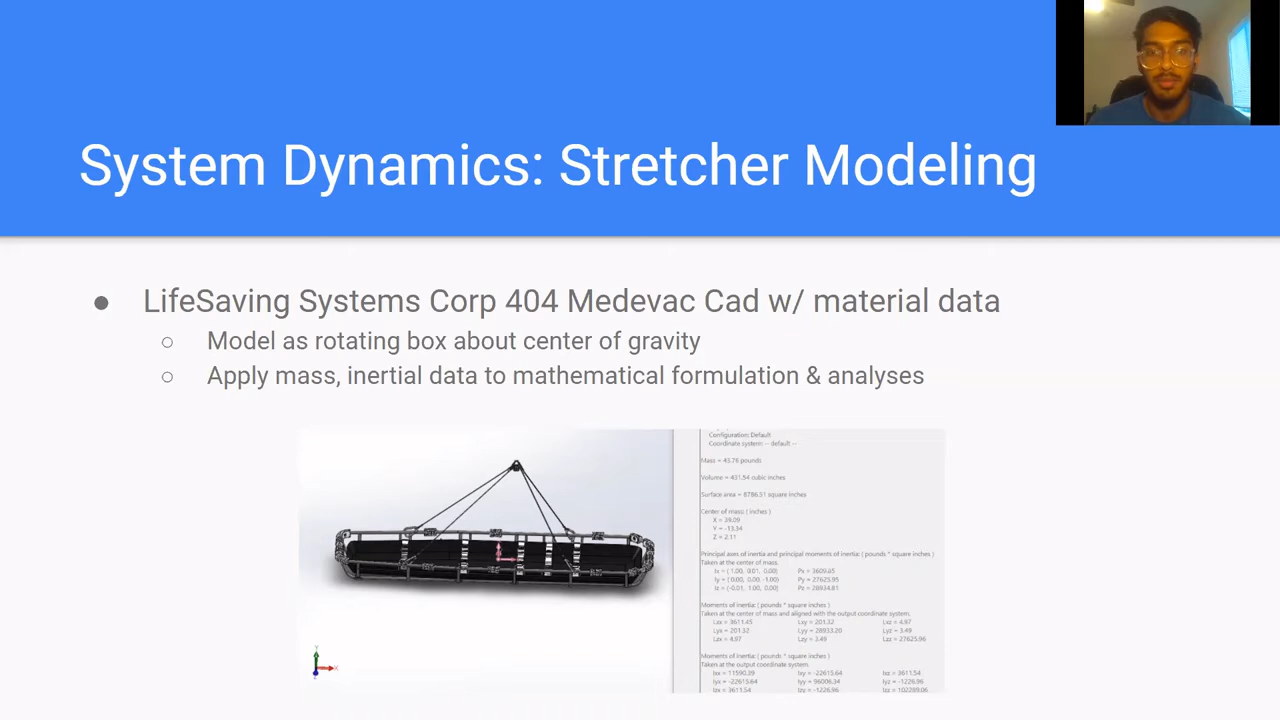 System Dynamics: Stretcher Modeling
● LifeSaving Systems Corp 404 Medevac Cad w/ material data
○ Model as rotating box about center of gravity
○ Apply mass, inertial data to mathematical formulation & analyses
Configuration: Default
Coordinate system: -- default --
Mass = 43.76 pounds
Volume = 431.54 cubic inches
Surface area = 8786.51 square inches
Center of mass: ( inches )
X = 39.09
Y = -13.34
Z = 2.11
Principal axes of inertia and principal moments of inertia: ( pounds * square inches )
Taken at the center of mass.
Ix = ( 1.00, 0.01, 0.00) Px = 3609.65
Iy = ( 0.00, 0.00, -1.00) Py = 27625.95
Iz = (-0.01, 1.00, 0.00) Pz = 28934.81
Moments of inertia: ( pounds * square inches )
Taken at the center of mass and aligned with the output coordinate system.
Lxx = 3611.45 Lxy = 201.32 Lxz = 4.97
Lyx = 201.32 Lyy = 28933.20 Lyz = 3.49
Lzx = 4.97 Lzy = 3.49 Lzz = 27625.96
Moments of inertia: ( pounds * square inches )
Taken at the output coordinate system.
Ixx = 11590.39 Ixy = -22615.64 Ixz = 3611.54
Iyx = -22615.64 Iyy = 96006.34 Iyz = -1226.96
Izx = 3611.54 Izy = -1226.96 Izz = 102289.06